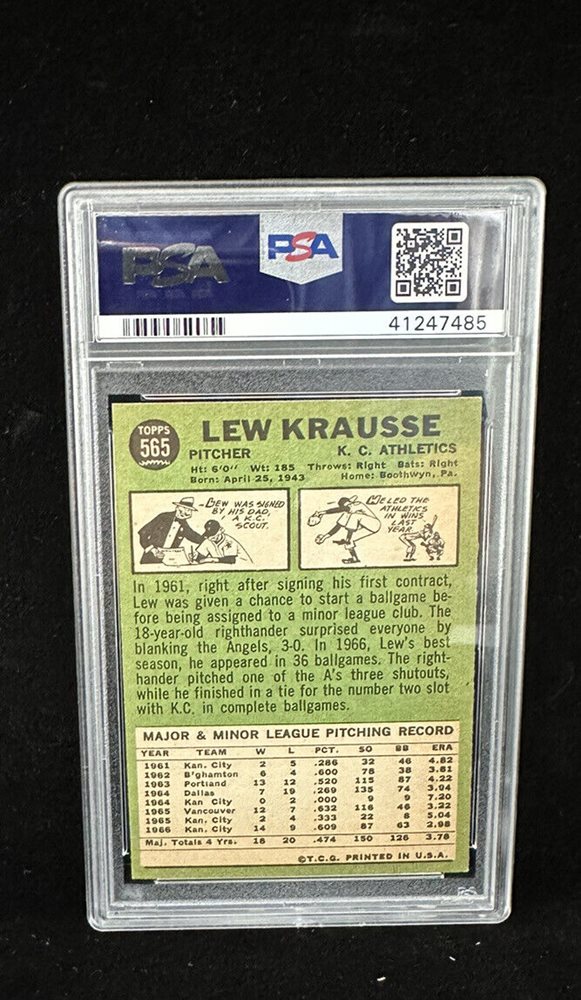 PSA
PSA
41247485
TOPPS
565
LEW KRAUSSE
PITCHER K. C. ATHLETICS
Ht: 6'0" Wt: 185 Throws: Right Bats: Right
Born: April 25, 1943 Home: Boothwyn, Pa.
LEW WAS SIGNED
BY HIS DAD,
A K.C.
SCOUT.
HE LED THE
ATHLETICS
IN WINS
LAST
YEAR.
In 1961, right after signing his first contract,
Lew was given a chance to start a ballgame be-
fore being assigned to a minor league club. The
18-year-old righthander surprised everyone by
blanking the Angels, 3-0. In 1966, Lew's best
season, he appeared in 36 ballgames. The right-
hander pitched one of the A's three shutouts,
while he finished in a tie for the number two slot
with K.C. in complete ballgames.
MAJOR & MINOR LEAGUE PITCHING RECORD
YEAR TEAM W L PCT. SO BB ERA
1961 Kan. City 2 5 .286 32 46 4.82
1962 B'ghamton 6 4 .600 78 38 3.81
1963 Portland 13 12 .520 115 87 4.22
1964 Dallas 7 19 .269 135 74 3.94
1964 Kan. City 0 2 .000 9 9 7.20
1965 Vancouver 12 7 .632 116 46 3.22
1965 Kan. City 2 4 .333 22 8 5.04
1966 Kan. City 14 9 .609 87 63 2.98
Maj. Totals 4 Yrs. 18 20 .474 150 126 3.78
©T.C.G. PRINTED IN U.S.A.